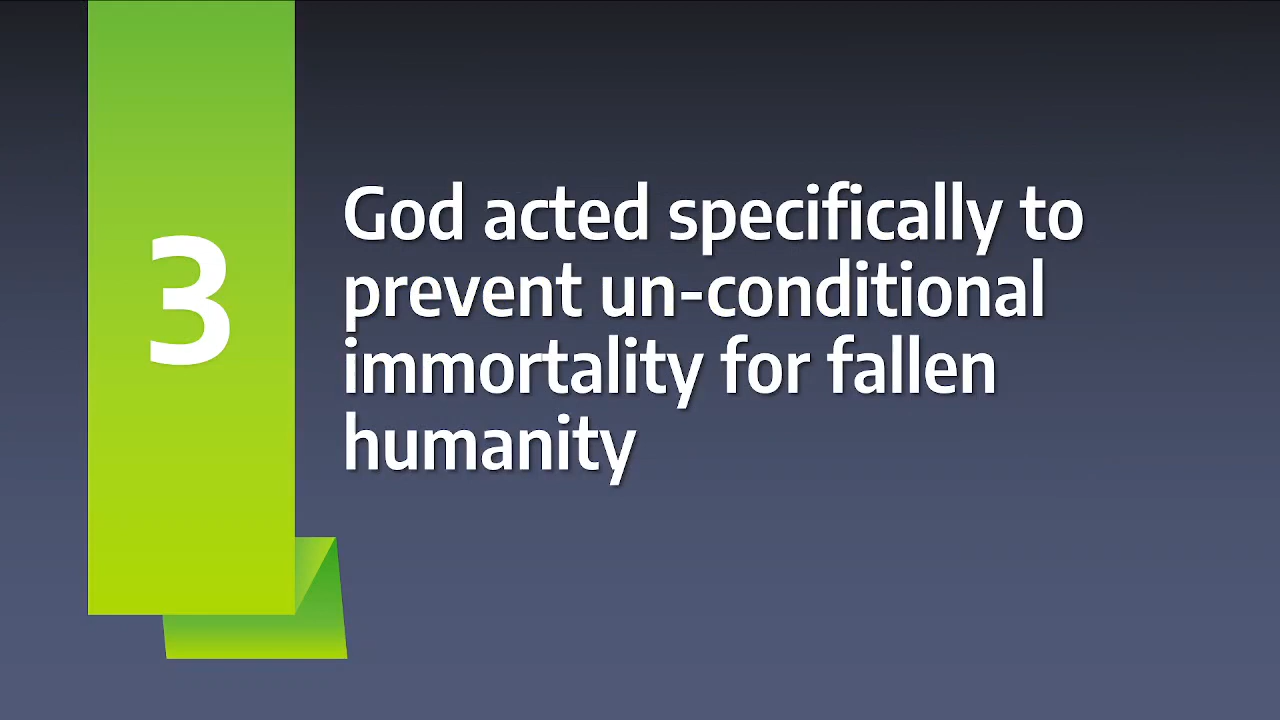 3
God acted specifically to
prevent un-conditional
immortality for fallen
humanity